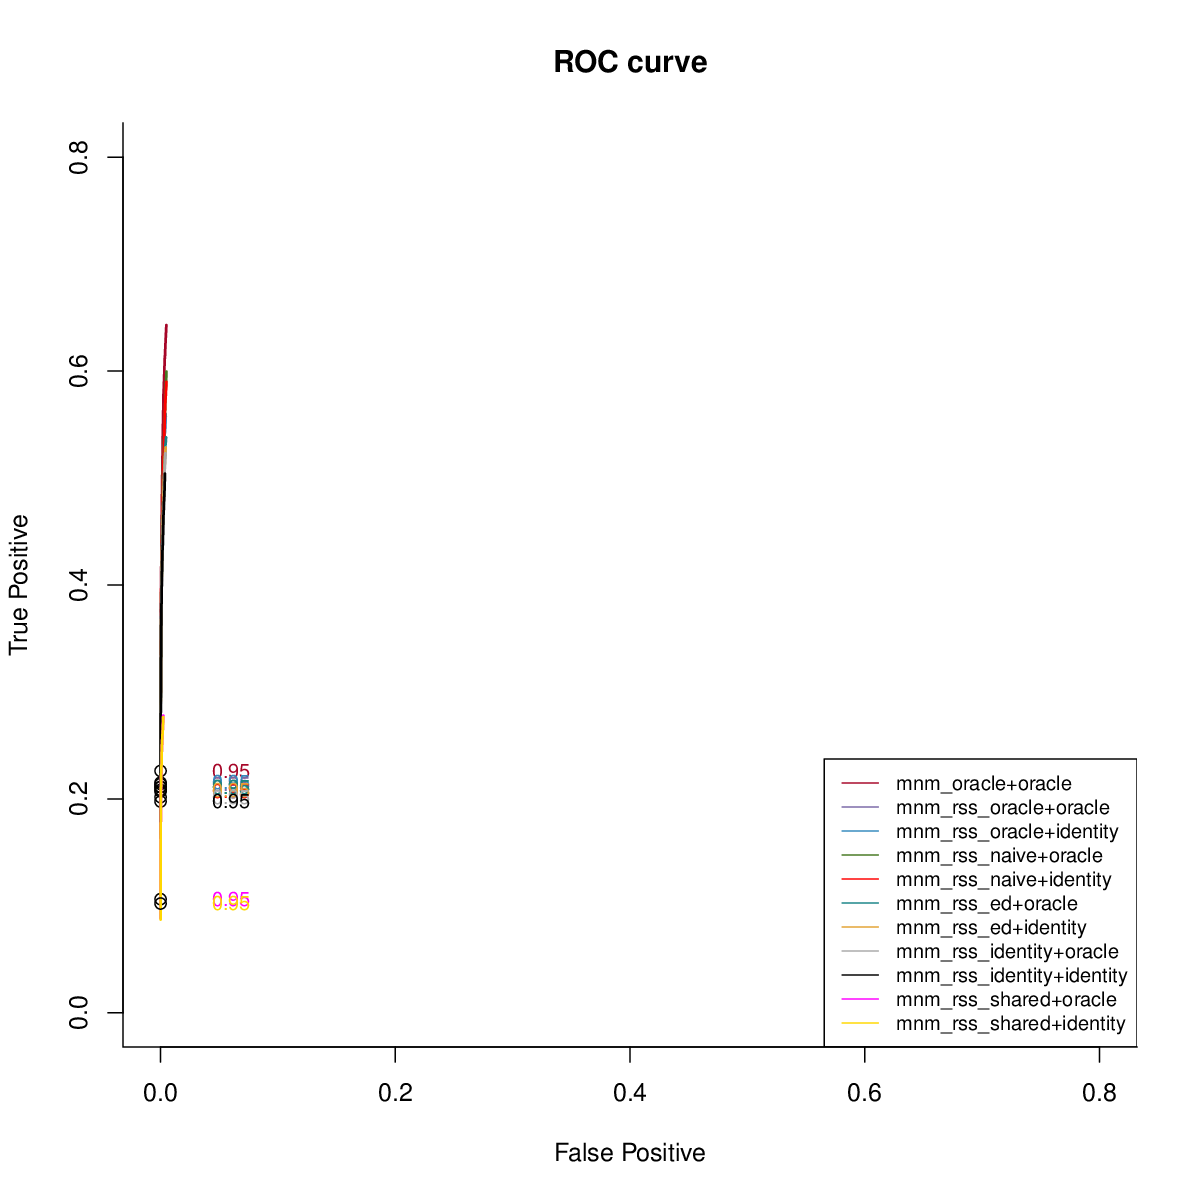 ROC curve
True Positive
0.8
0.6
0.4
0.2
0.0
0.95
0.95
0.95
mnm_oracle+oracle
mnm_rss_oracle+oracle
mnm_rss_oracle+identity
mnm_rss_naive+oracle
mnm_rss_naive+identity
mnm_rss_ed+oracle
mnm_rss_ed+identity
mnm_rss_identity+oracle
mnm_rss_identity+identity
mnm_rss_shared+oracle
mnm_rss_shared+identity
0.0 0.2 0.4 0.6 0.8
False Positive